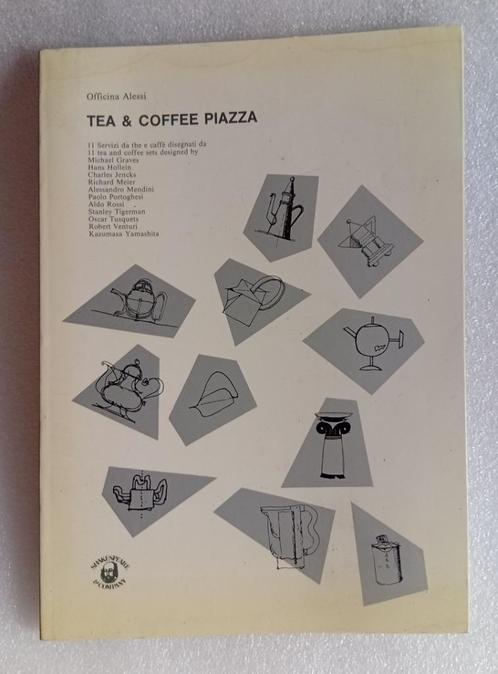 Officina Alessi
TEA & COFFEE PIAZZA
11 Servizi da the e caffè disegnati da
11 tea and coffee sets designed by
Michael Graves
Hans Hollein
Charles Jencks
Richard Meier
Alessandro Mendini
Paolo Portoghesi
Aldo Rossi
Stanley Tigerman
Oscar Tusquets
Robert Venturi
Kazumasa Yamashita
SHAKESPEARE
& COMPANY